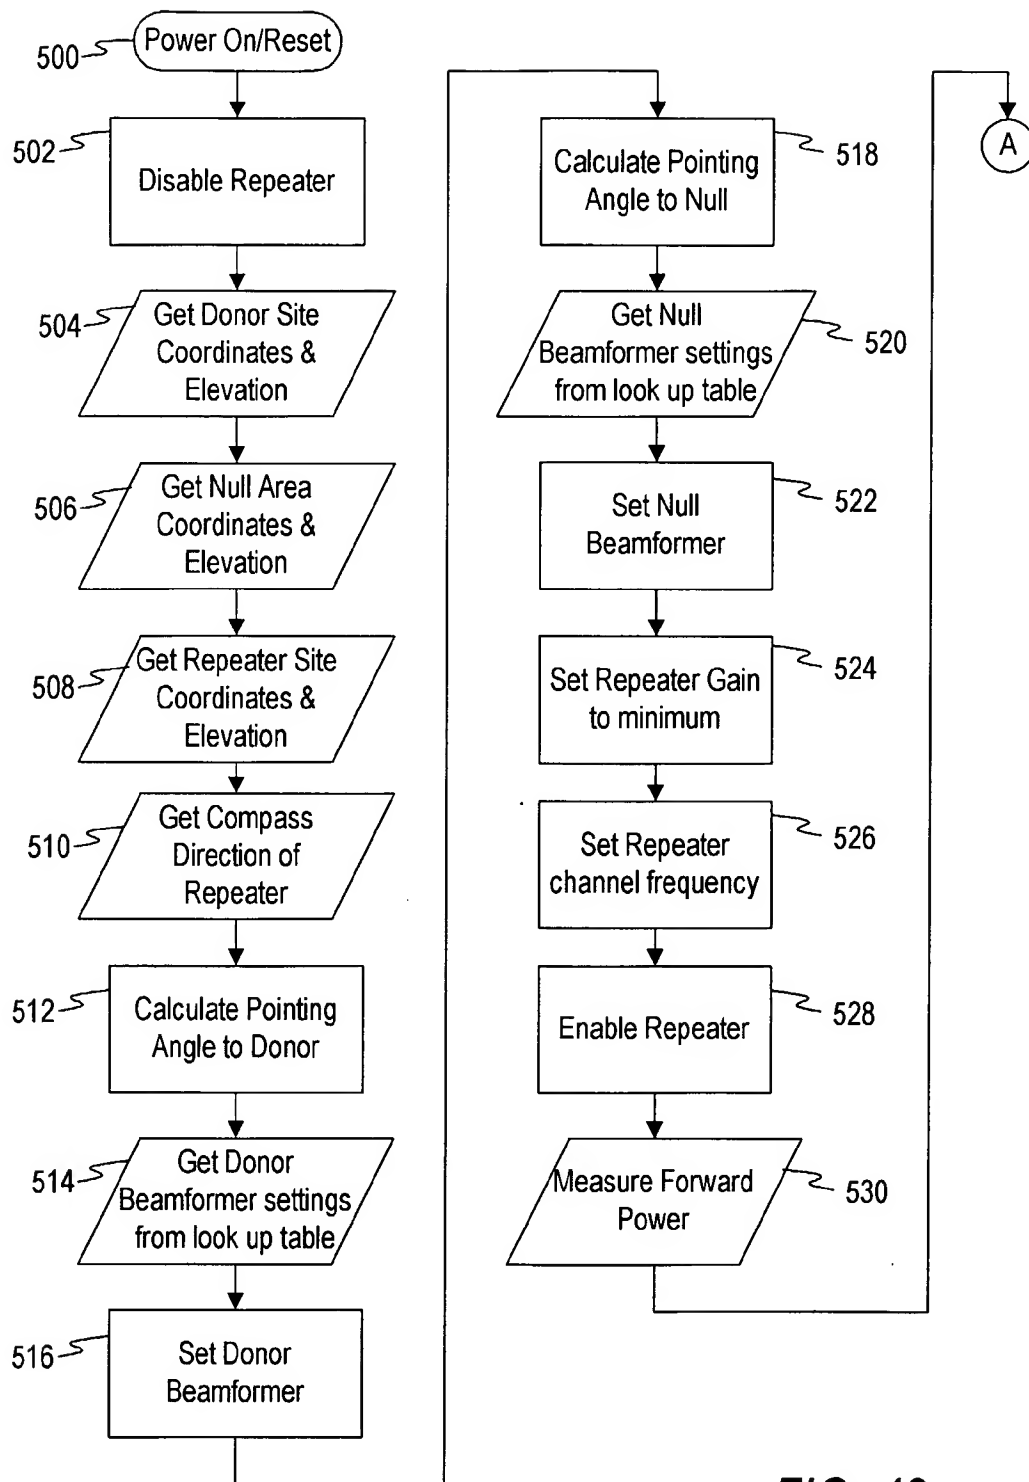 500
Power On/Reset
502
Disable Repeater
504
Get Donor Site
Coordinates &
Elevation
506
Get Null Area
Coordinates &
Elevation
508
Get Repeater Site
Coordinates &
Elevation
510
Get Compass
Direction of
Repeater
512
Calculate Pointing
Angle to Donor
514
Get Donor
Beamformer settings
from look up table
516
Set Donor
Beamformer
Calculate Pointing
Angle to Null
518
Get Null
Beamformer settings
from look up table
520
Set Null
Beamformer
522
Set Repeater Gain
to minimum
524
Set Repeater
channel frequency
526
Enable Repeater
528
Measure Forward
Power
530
A